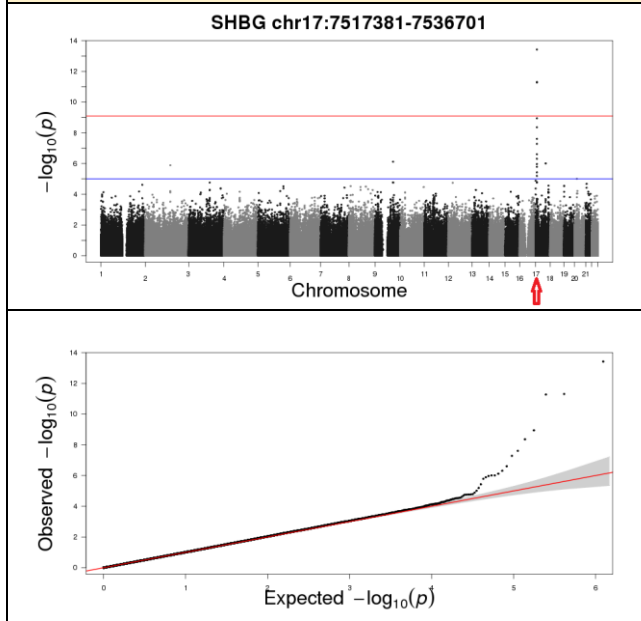 SHBG chr17:7517381-7536701
14
12
10
8
6
4
2
0
−log₁₀(p)
1 2 3 4 5 6 7 8 9 10 11 12 13 14 15 16 17 18 19 20 21
Chromosome
14
12
10
8
6
4
2
0
Observed −log₁₀(p)
0 1 2 3 4 5 6
Expected −log₁₀(p)